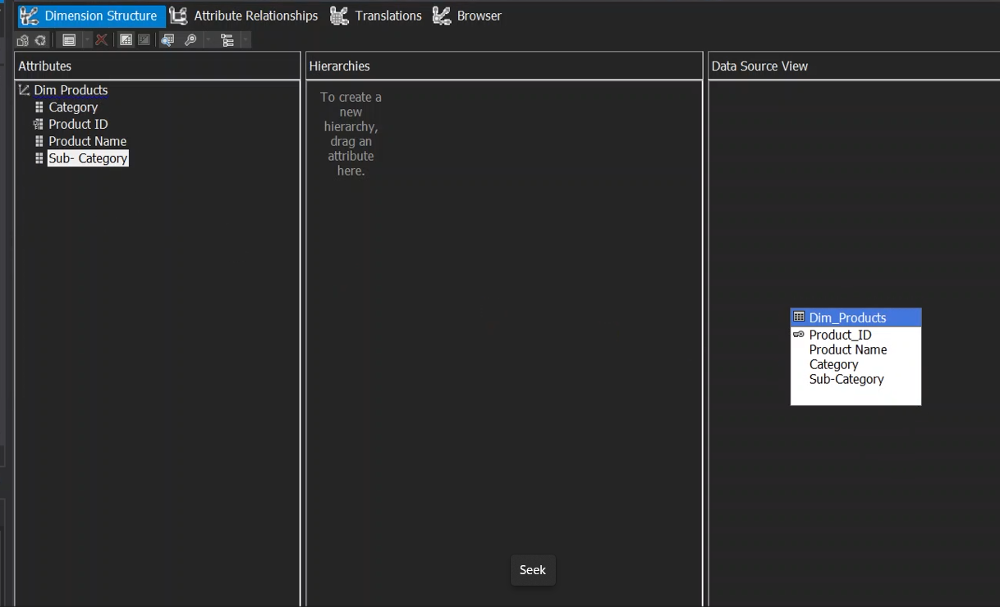 Dimension Structure Attribute Relationships Translations Browser
Attributes
Dim Products
Category
Product ID
Product Name
Sub- Category
Hierarchies
To create a
new
hierarchy,
drag an
attribute
here.
Data Source View
Dim_Products
Product_ID
Product Name
Category
Sub-Category
Seek